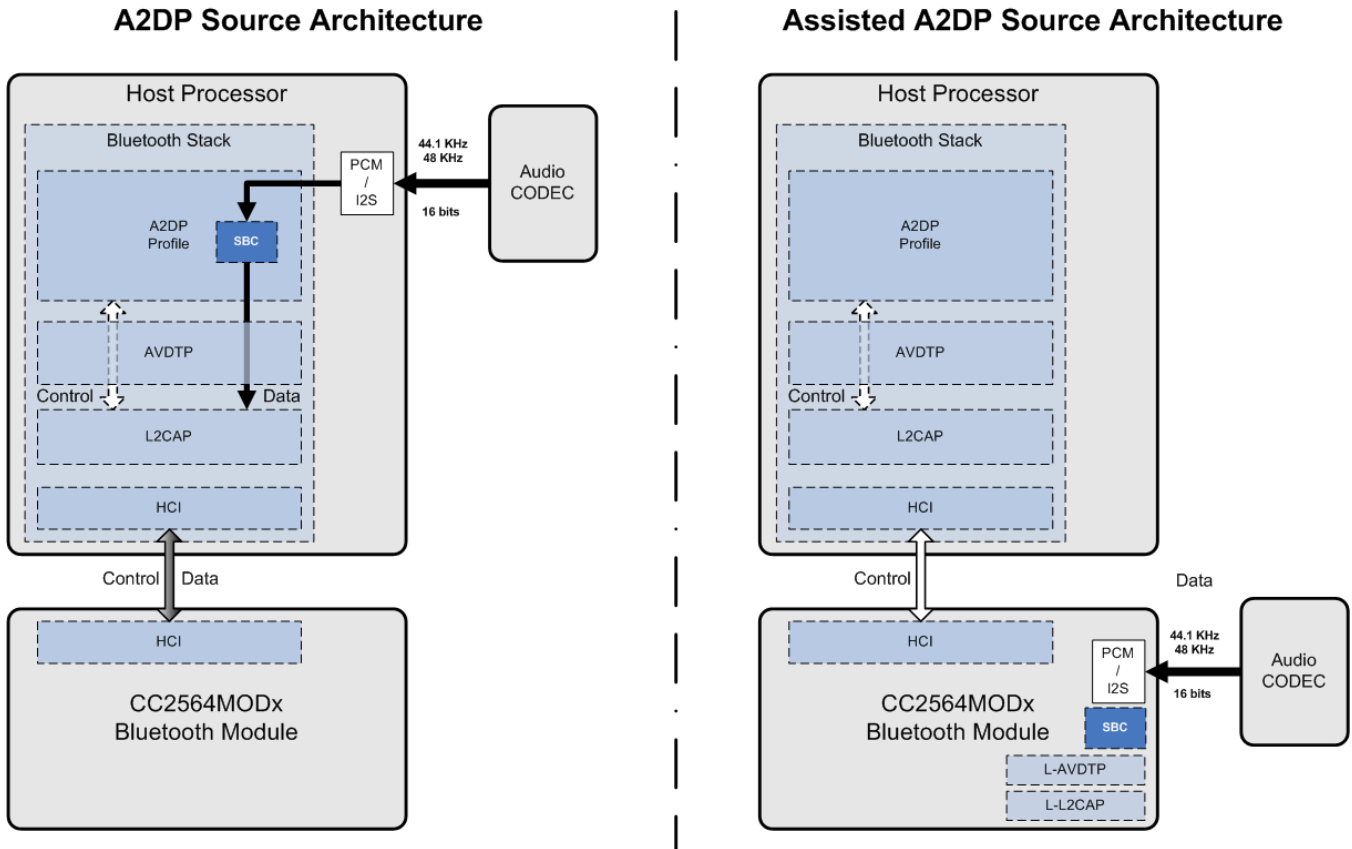 A2DP Source Architecture
Host Processor
Bluetooth Stack
A2DP
Profile
SBC
PCM
/
I2S
44.1 KHz
48 KHz
16 bits
Audio
CODEC
AVDTP
Control
Data
L2CAP
HCI
Control
Data
HCI
CC2564MODx
Bluetooth Module
Assisted A2DP Source Architecture
Host Processor
Bluetooth Stack
A2DP
Profile
AVDTP
Control
L2CAP
HCI
Control
Data
HCI
CC2564MODx
Bluetooth Module
PCM
/
I2S
44.1 KHz
48 KHz
16 bits
Audio
CODEC
SBC
L-AVDTP
L-L2CAP